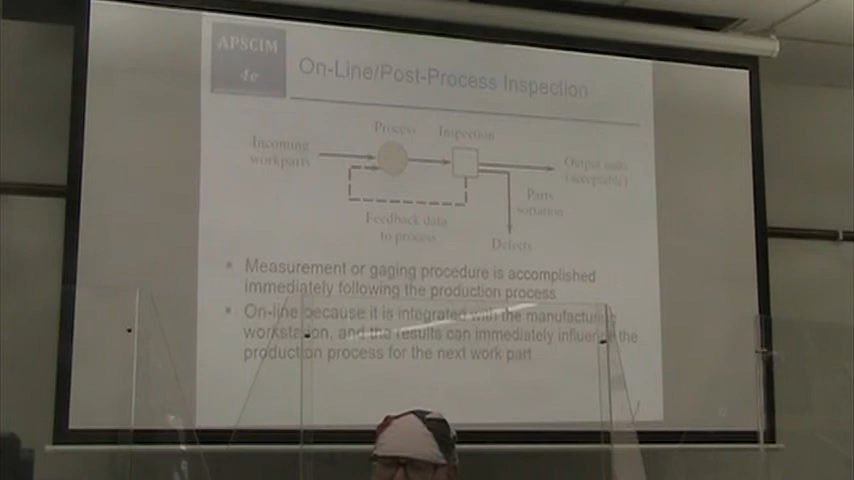 APSCIM
4e
On-Line/Post-Process Inspection
Process
Inspection
Incoming
workparts
Output units
(acceptable)
Parts
sortation
Feedback data
to process
Defects
▪ Measurement or gaging procedure is accomplished
immediately following the production process
▪ On-line because it is integrated with the manufacturing
workstation, and the results can immediately influence the
production process for the next work part